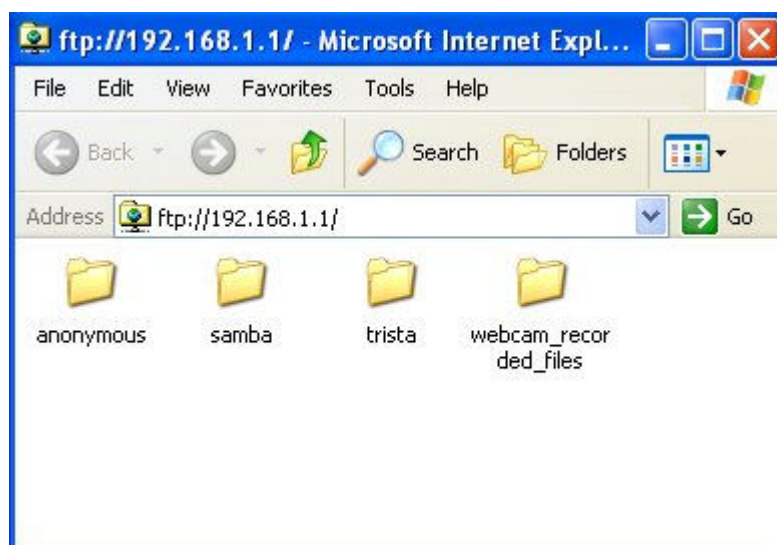 ftp://192.168.1.1/ - Microsoft Internet Expl...
File Edit View Favorites Tools Help
Back Search Folders
Address ftp://192.168.1.1/ Go
anonymous samba trista webcam_recor
ded_files